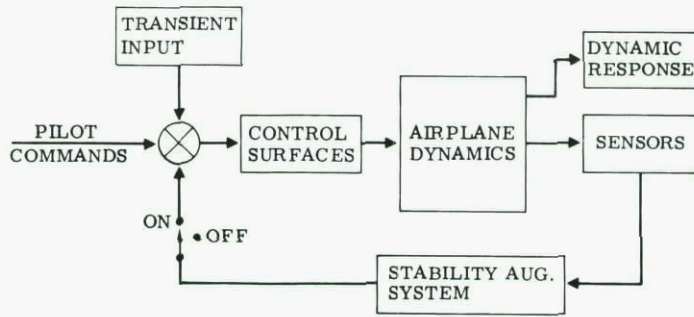 TRANSIENT
INPUT
DYNAMIC
RESPONSE
PILOT
COMMANDS
CONTROL
SURFACES
AIRPLANE
DYNAMICS
SENSORS
ON
OFF
STABILITY AUG.
SYSTEM